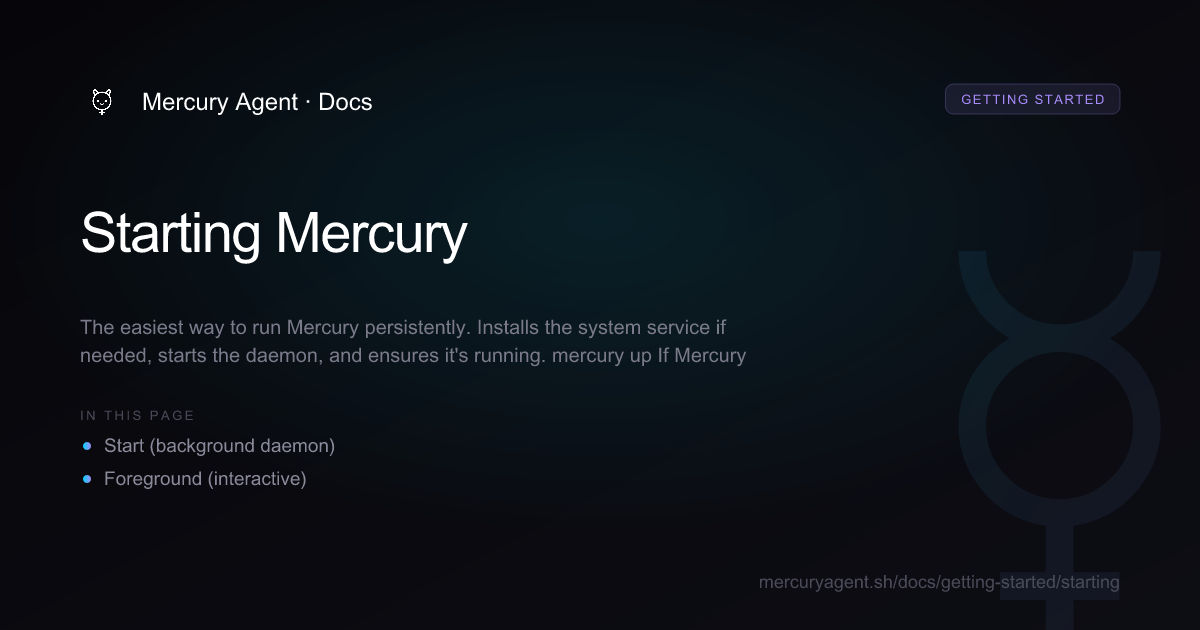 Mercury Agent · Docs
GETTING STARTED
Starting Mercury
The easiest way to run Mercury persistently. Installs the system service if
needed, starts the daemon, and ensures it's running. mercury up If Mercury
IN THIS PAGE
Start (background daemon)
Foreground (interactive)
mercuryagent.sh/docs/getting-started/starting